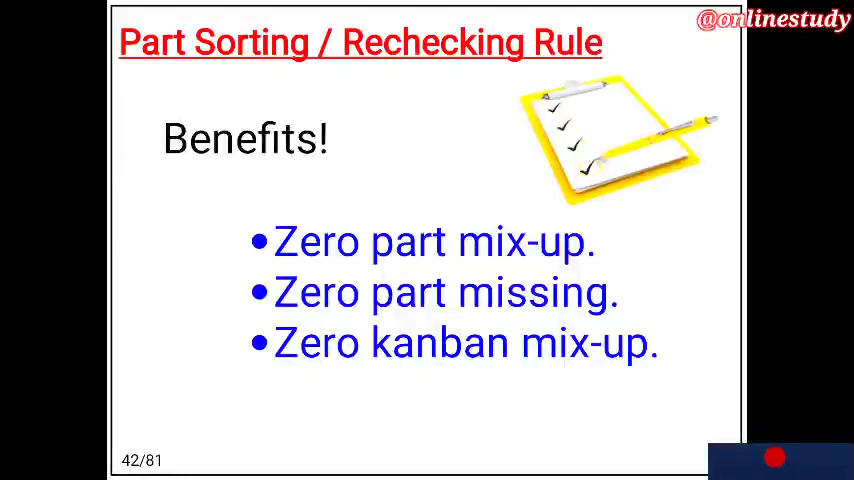 @onlinestudy
Part Sorting / Rechecking Rule
Benefits!
•Zero part mix-up.
•Zero part missing.
•Zero kanban mix-up.
42/81